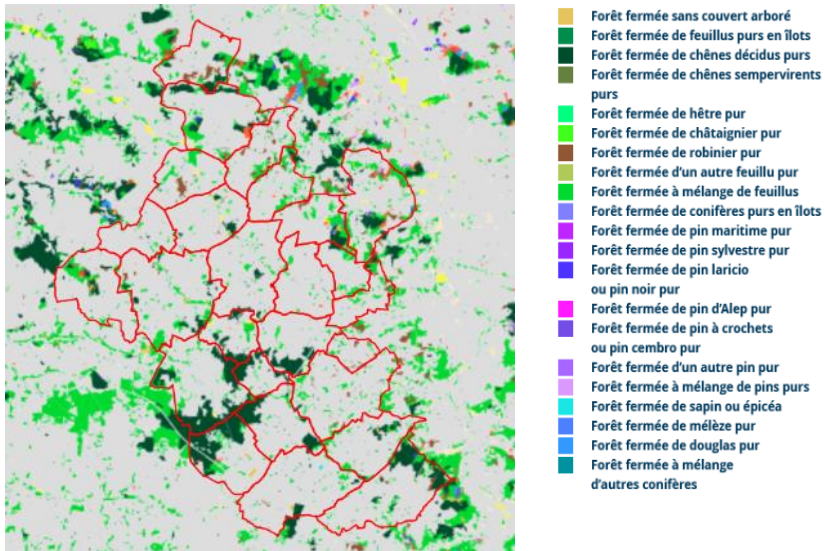 Forêt fermée sans couvert arboré
Forêt fermée de feuillus purs en îlots
Forêt fermée de chênes décidus purs
Forêt fermée de chênes sempervirents
purs
Forêt fermée de hêtre pur
Forêt fermée de châtaignier pur
Forêt fermée de robinier pur
Forêt fermée d'un autre feuillu pur
Forêt fermée à mélange de feuillus
Forêt fermée de conifères purs en îlots
Forêt fermée de pin maritime pur
Forêt fermée de pin sylvestre pur
Forêt fermée de pin laricio
ou pin noir pur
Forêt fermée de pin d'Alep pur
Forêt fermée de pin à crochets
ou pin cembro pur
Forêt fermée d'un autre pin pur
Forêt fermée à mélange de pins purs
Forêt fermée de sapin ou épicéa
Forêt fermée de mélèze pur
Forêt fermée de douglas pur
Forêt fermée à mélange
d'autres conifères